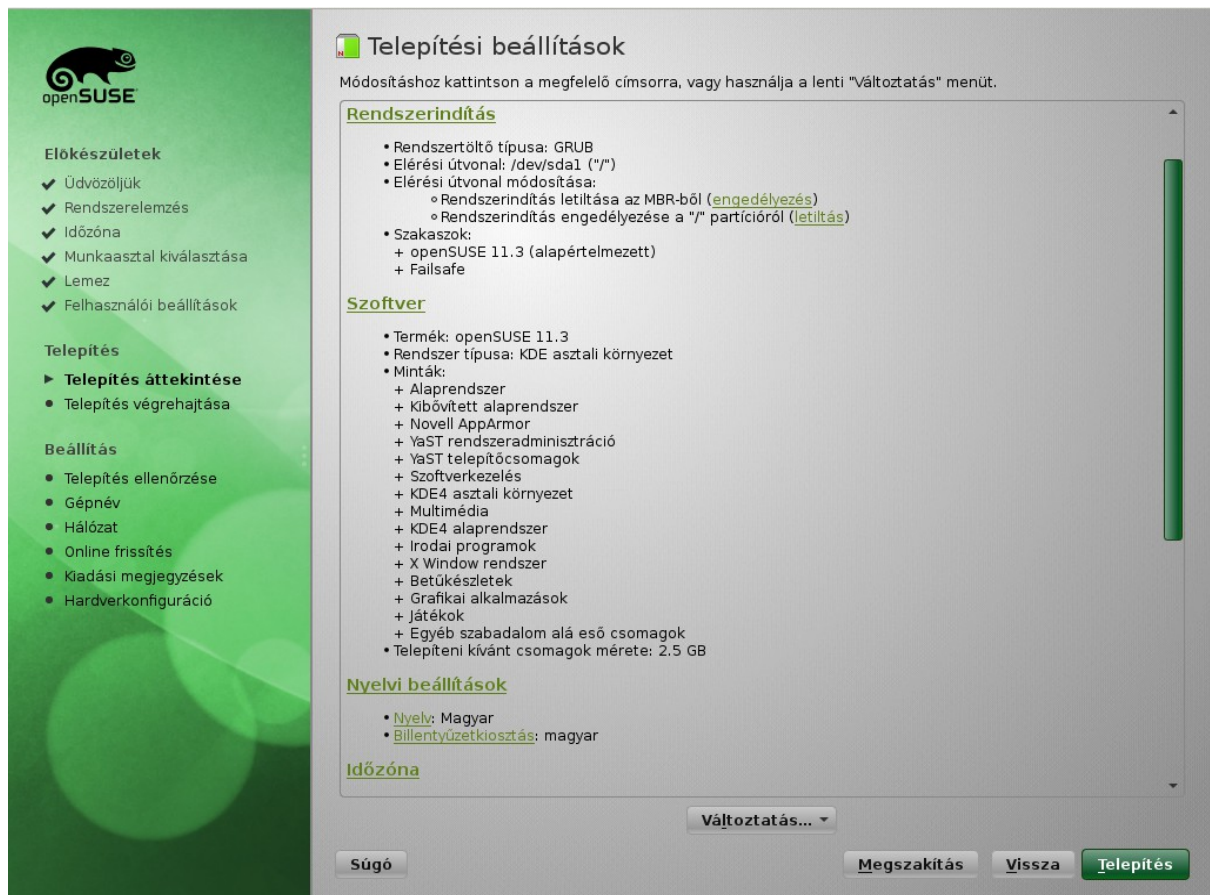 openSUSE
Előkészületek
Üdvözöljük
Rendszerelemzés
Időzóna
Munkaasztal kiválasztása
Lemez
Felhasználói beállítások
Telepítés
Telepítés áttekintése
Telepítés végrehajtása
Beállítás
Telepítés ellenőrzése
Gépnév
Hálózat
Online frissítés
Kiadási megjegyzések
Hardverkonfiguráció
Telepítési beállítások
Módosításhoz kattintson a megfelelő címsorra, vagy használja a lenti "Változtatás" menüt.
Rendszerindítás
• Rendszertöltő típusa: GRUB
• Elérési útvonal: /dev/sda1 ("/")
• Elérési útvonal módosítása:
◦ Rendszerindítás letiltása az MBR-ből (engedélyezés)
◦ Rendszerindítás engedélyezése a "/" partícióról (letiltás)
• Szakaszok:
+ openSUSE 11.3 (alapértelmezett)
+ Failsafe
Szoftver
• Termék: openSUSE 11.3
• Rendszer típusa: KDE asztali környezet
• Minták:
+ Alaprendszer
+ Kibővített alaprendszer
+ Novell AppArmor
+ YaST rendszeradminisztráció
+ YaST telepítőcsomagok
+ Szoftverkezelés
+ KDE4 asztali környezet
+ Multimédia
+ KDE4 alaprendszer
+ Irodai programok
+ X Window rendszer
+ Betűkészletek
+ Grafikai alkalmazások
+ Játékok
+ Egyéb szabadalom alá eső csomagok
• Telepíteni kívánt csomagok mérete: 2.5 GB
Nyelvi beállítások
• Nyelv: Magyar
• Billentyűzetkiosztás: magyar
Időzóna
Változtatás...
Súgó
Megszakítás
Vissza
Telepítés